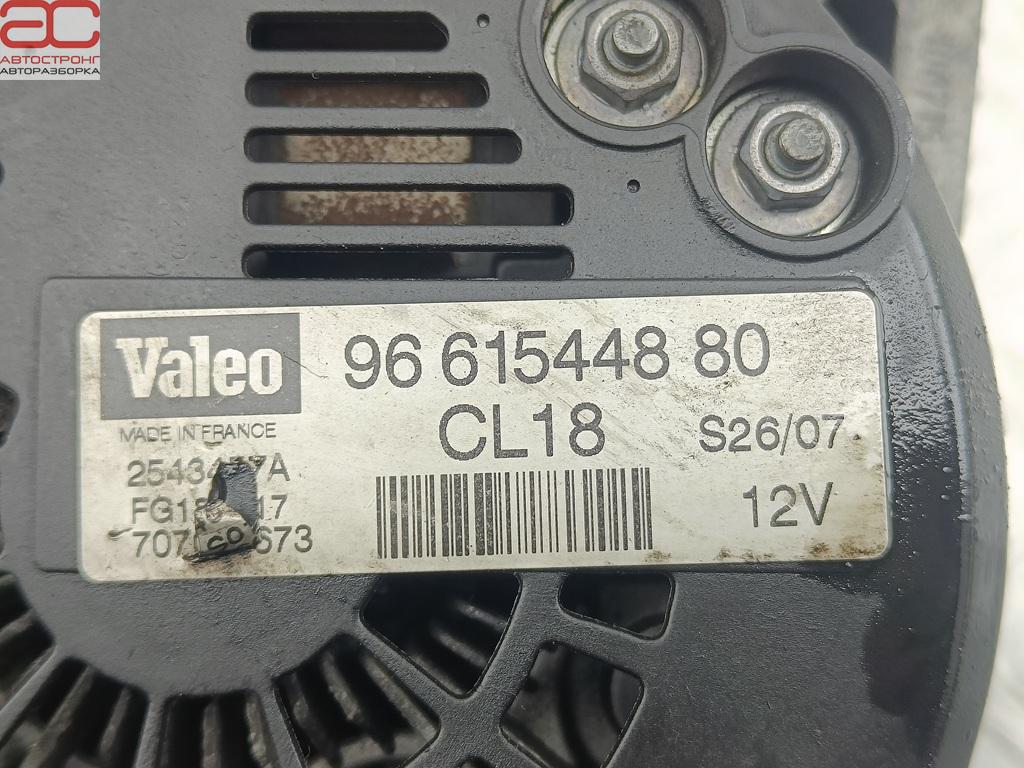 АС
АВТОСТРОНГ
АВТОРАЗБОРКА
Valeo
96 615448 80
MADE IN FRANCE
CL18
S26/07
12V